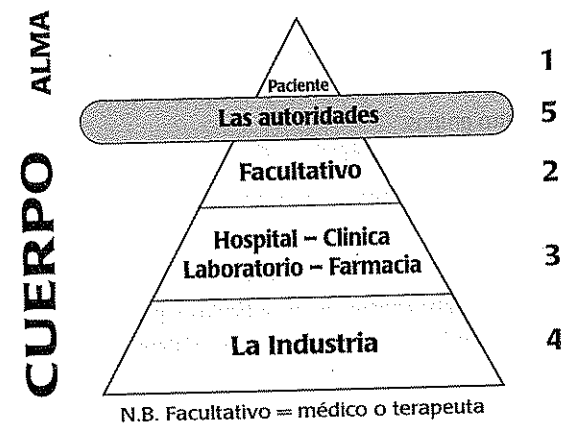 ALMA
Paciente
1
Las autoridades
5
CUERPO
Facultativo
2
Hospital – Clinica
Laboratorio – Farmacia
3
La Industria
4
N.B. Facultativo = médico o terapeuta